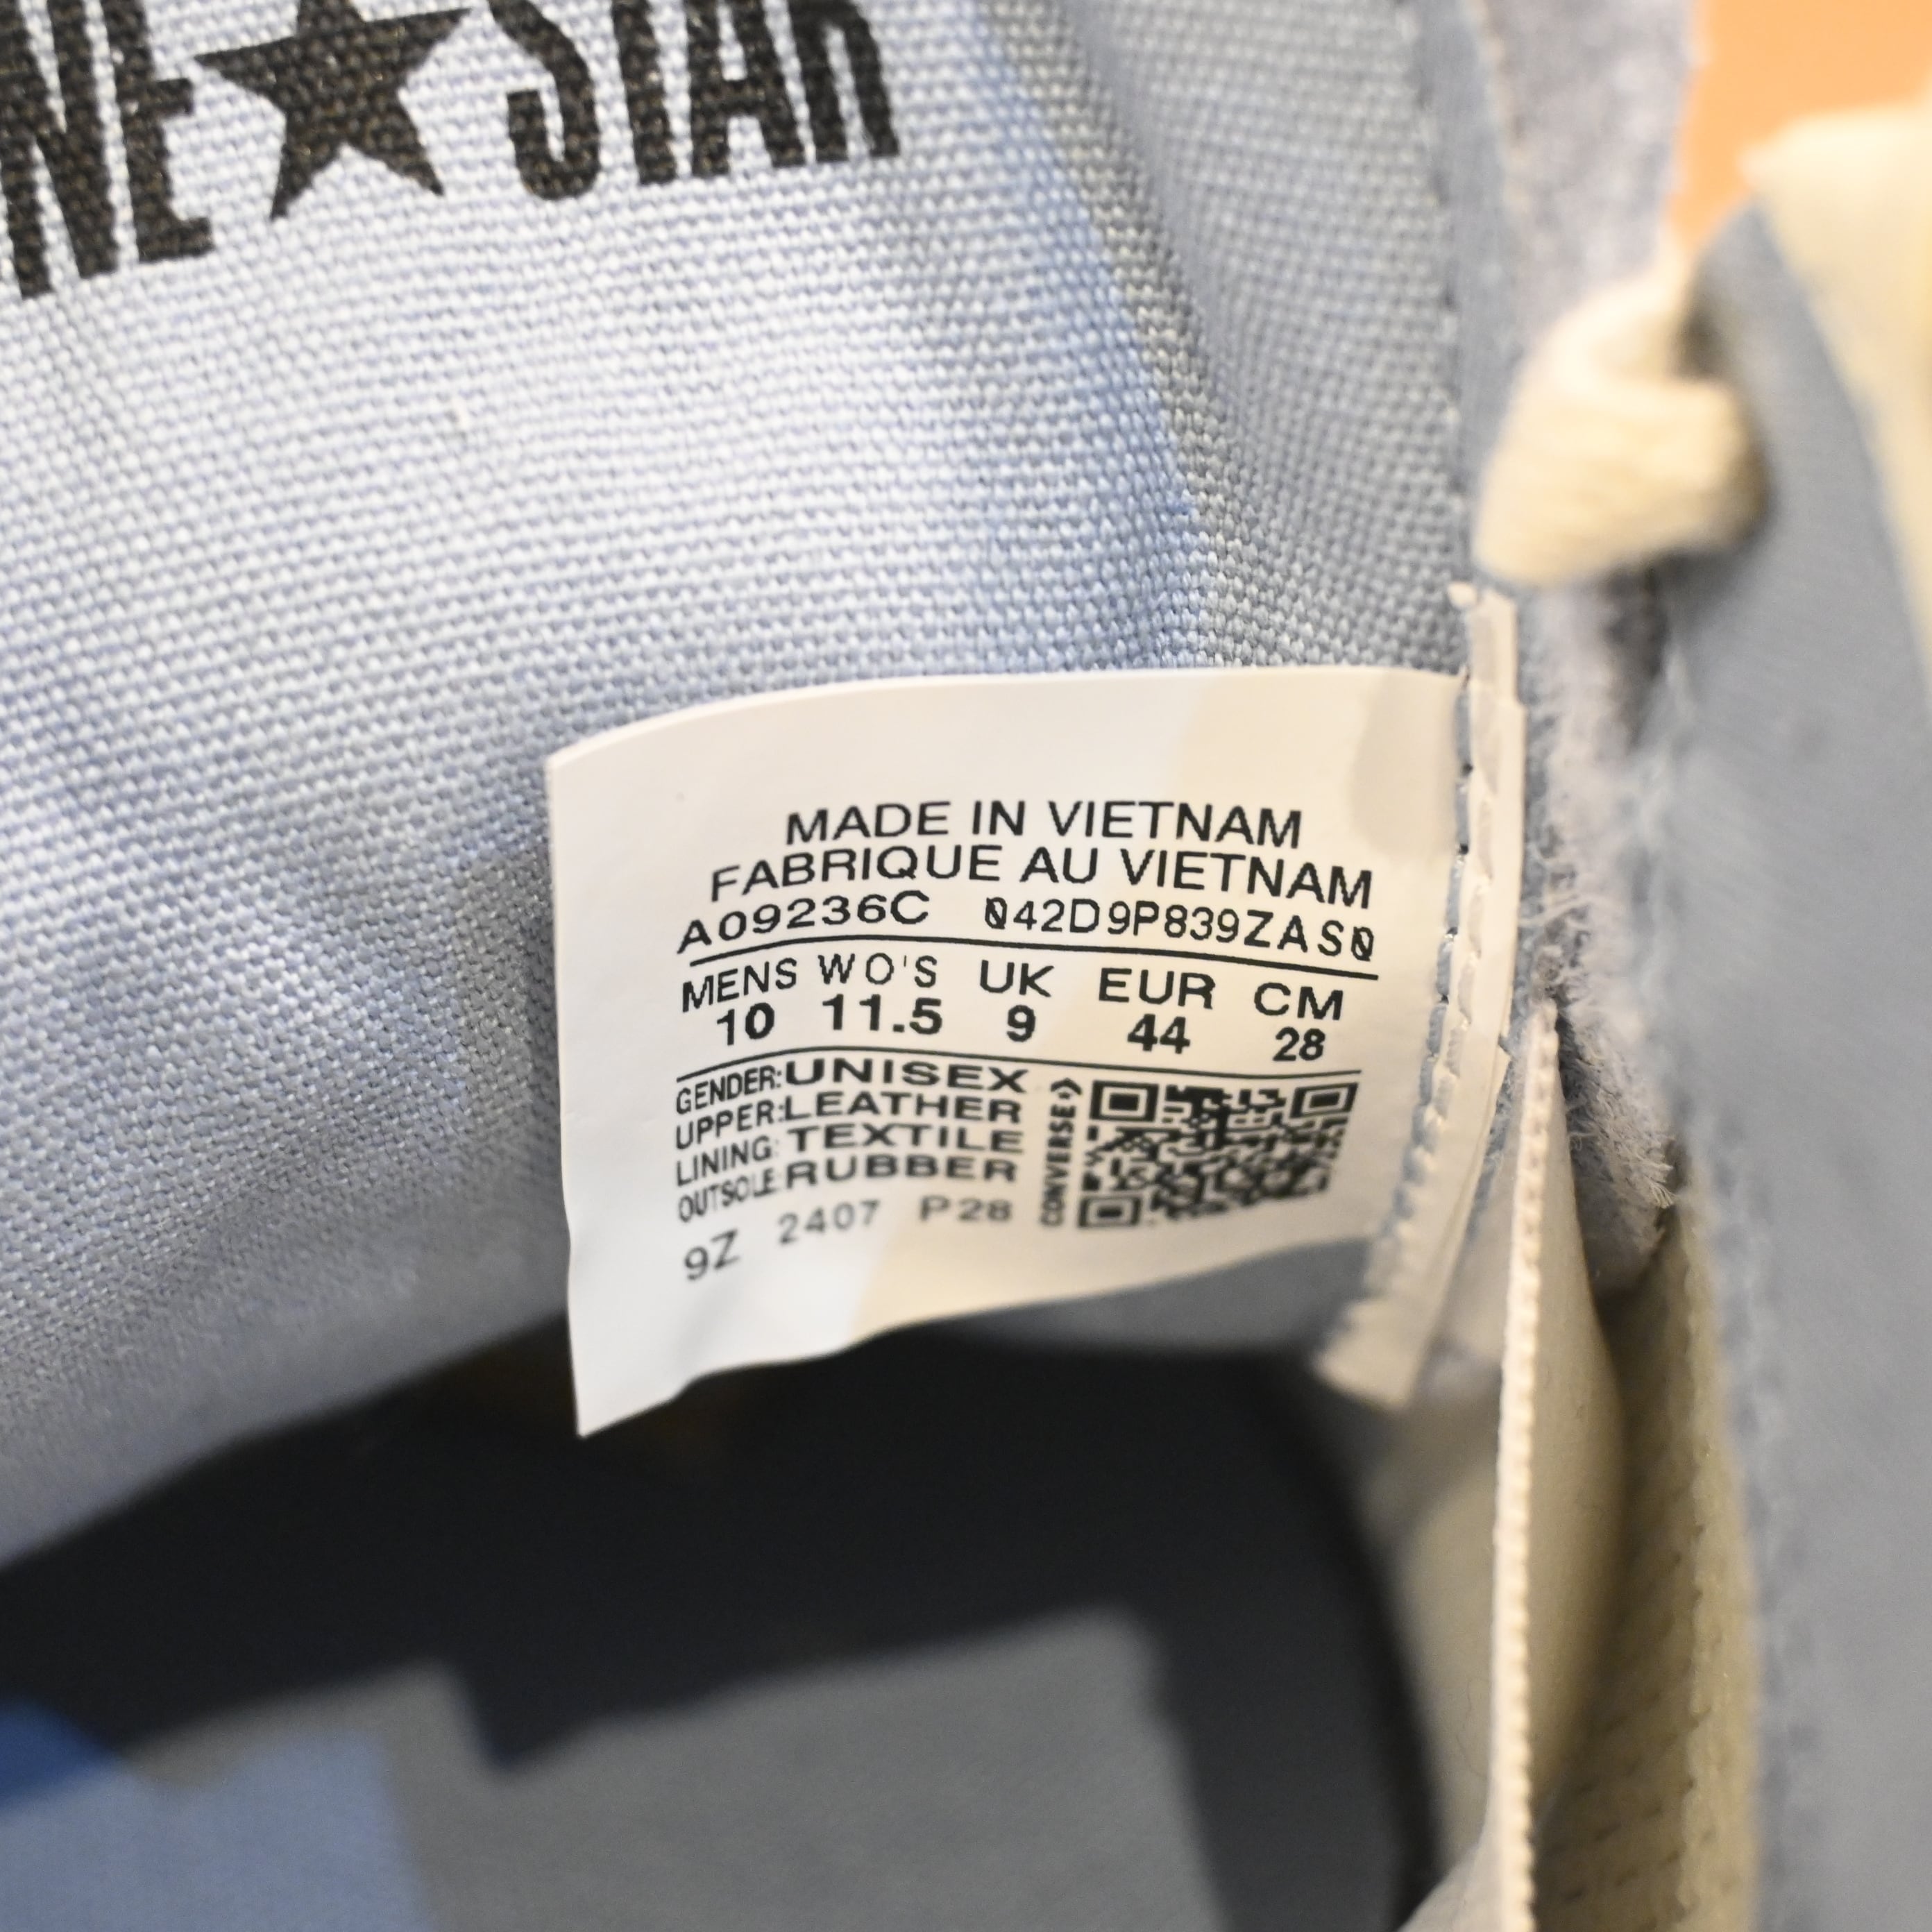 NE★STAR
MADE IN VIETNAM
FABRIQUE AU VIETNAM
A09236C 042D9P839ZAS0
MENS WO'S UK EUR CM
10 11.5 9 44 28
GENDER:UNISEX
UPPER:LEATHER
LINING:TEXTILE
OUTSOLE:RUBBER
9Z 2407 P28
CONVERSE